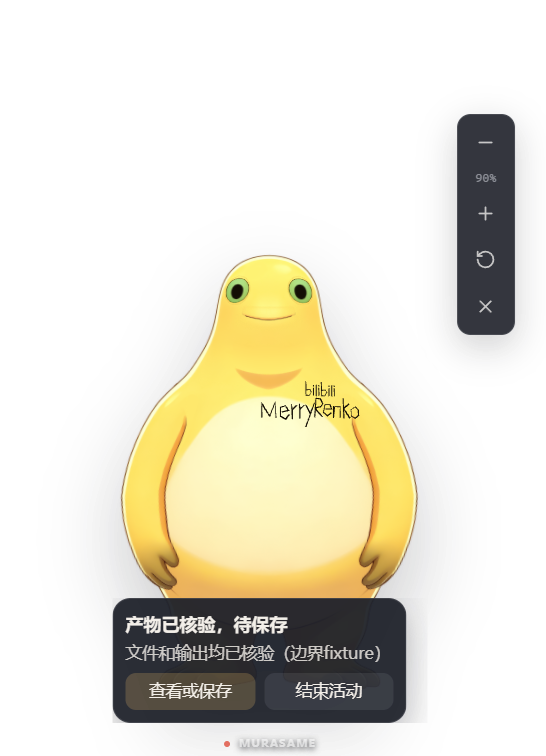 90%
bilibili
MerryRenko
产物已核验，待保存
文件和输出均已核验（边界fixture）
查看或保存
结束活动
MURASAME